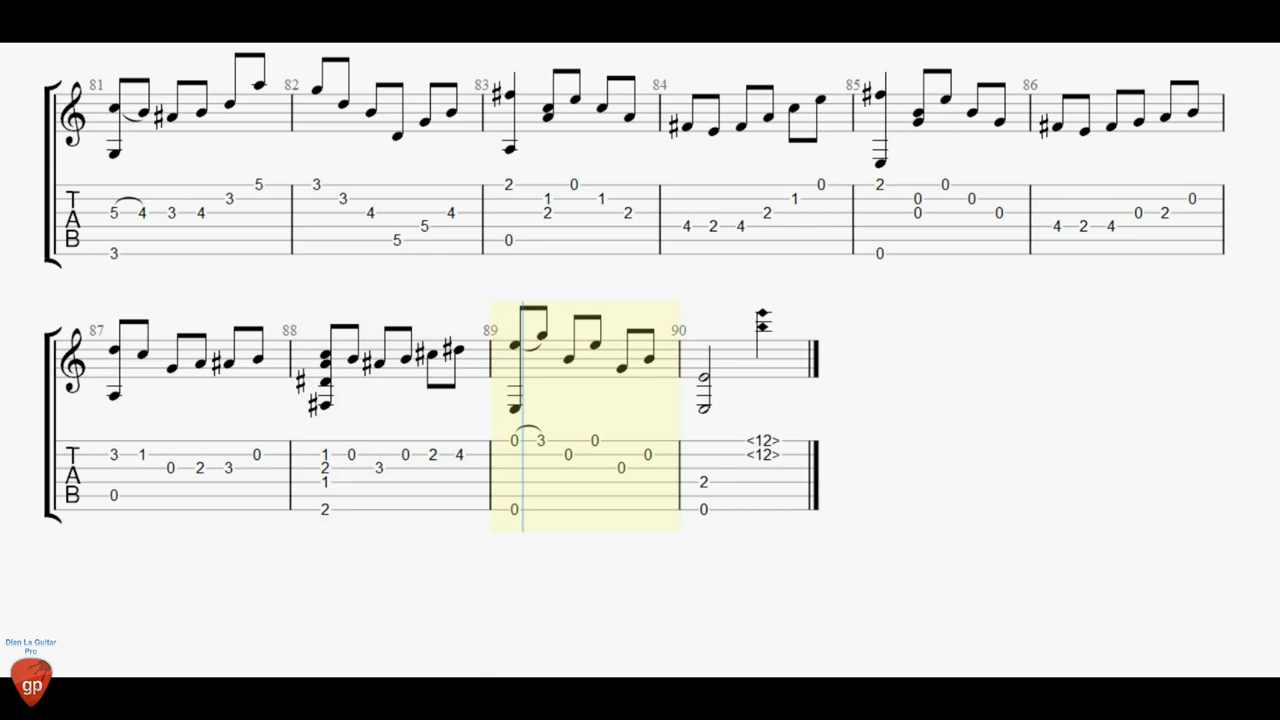 81 82 83 84 85 86
5 3 2 0 0 2 0
3 3 1 1 1 0 0 0
T 5 4 3 4 4 4 2 2 2 0 0 0 2
A 5 4 2 4 4 2 4
B 5 0
3 0
87 88 89 90
0 3 0 <12>
T 3 1 0 1 0 0 2 4 0 0 <12>
A 0 2 3 2 3 0
1 2
B 0
2 0 0
Dien Le Guitar
Pro
gp